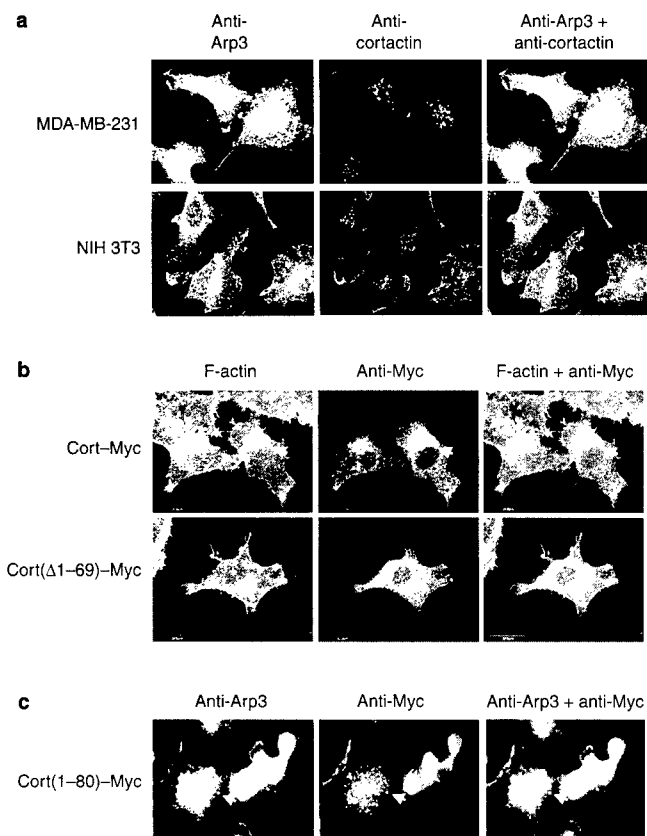 a
Anti-
Arp3
Anti-
cortactin
Anti-Arp3 +
anti-cortactin
MDA-MB-231
NIH 3T3
b
F-actin
Anti-Myc
F-actin + anti-Myc
Cort–Myc
Cort(Δ1–69)–Myc
c
Anti-Arp3
Anti-Myc
Anti-Arp3 + anti-Myc
Cort(1–80)–Myc